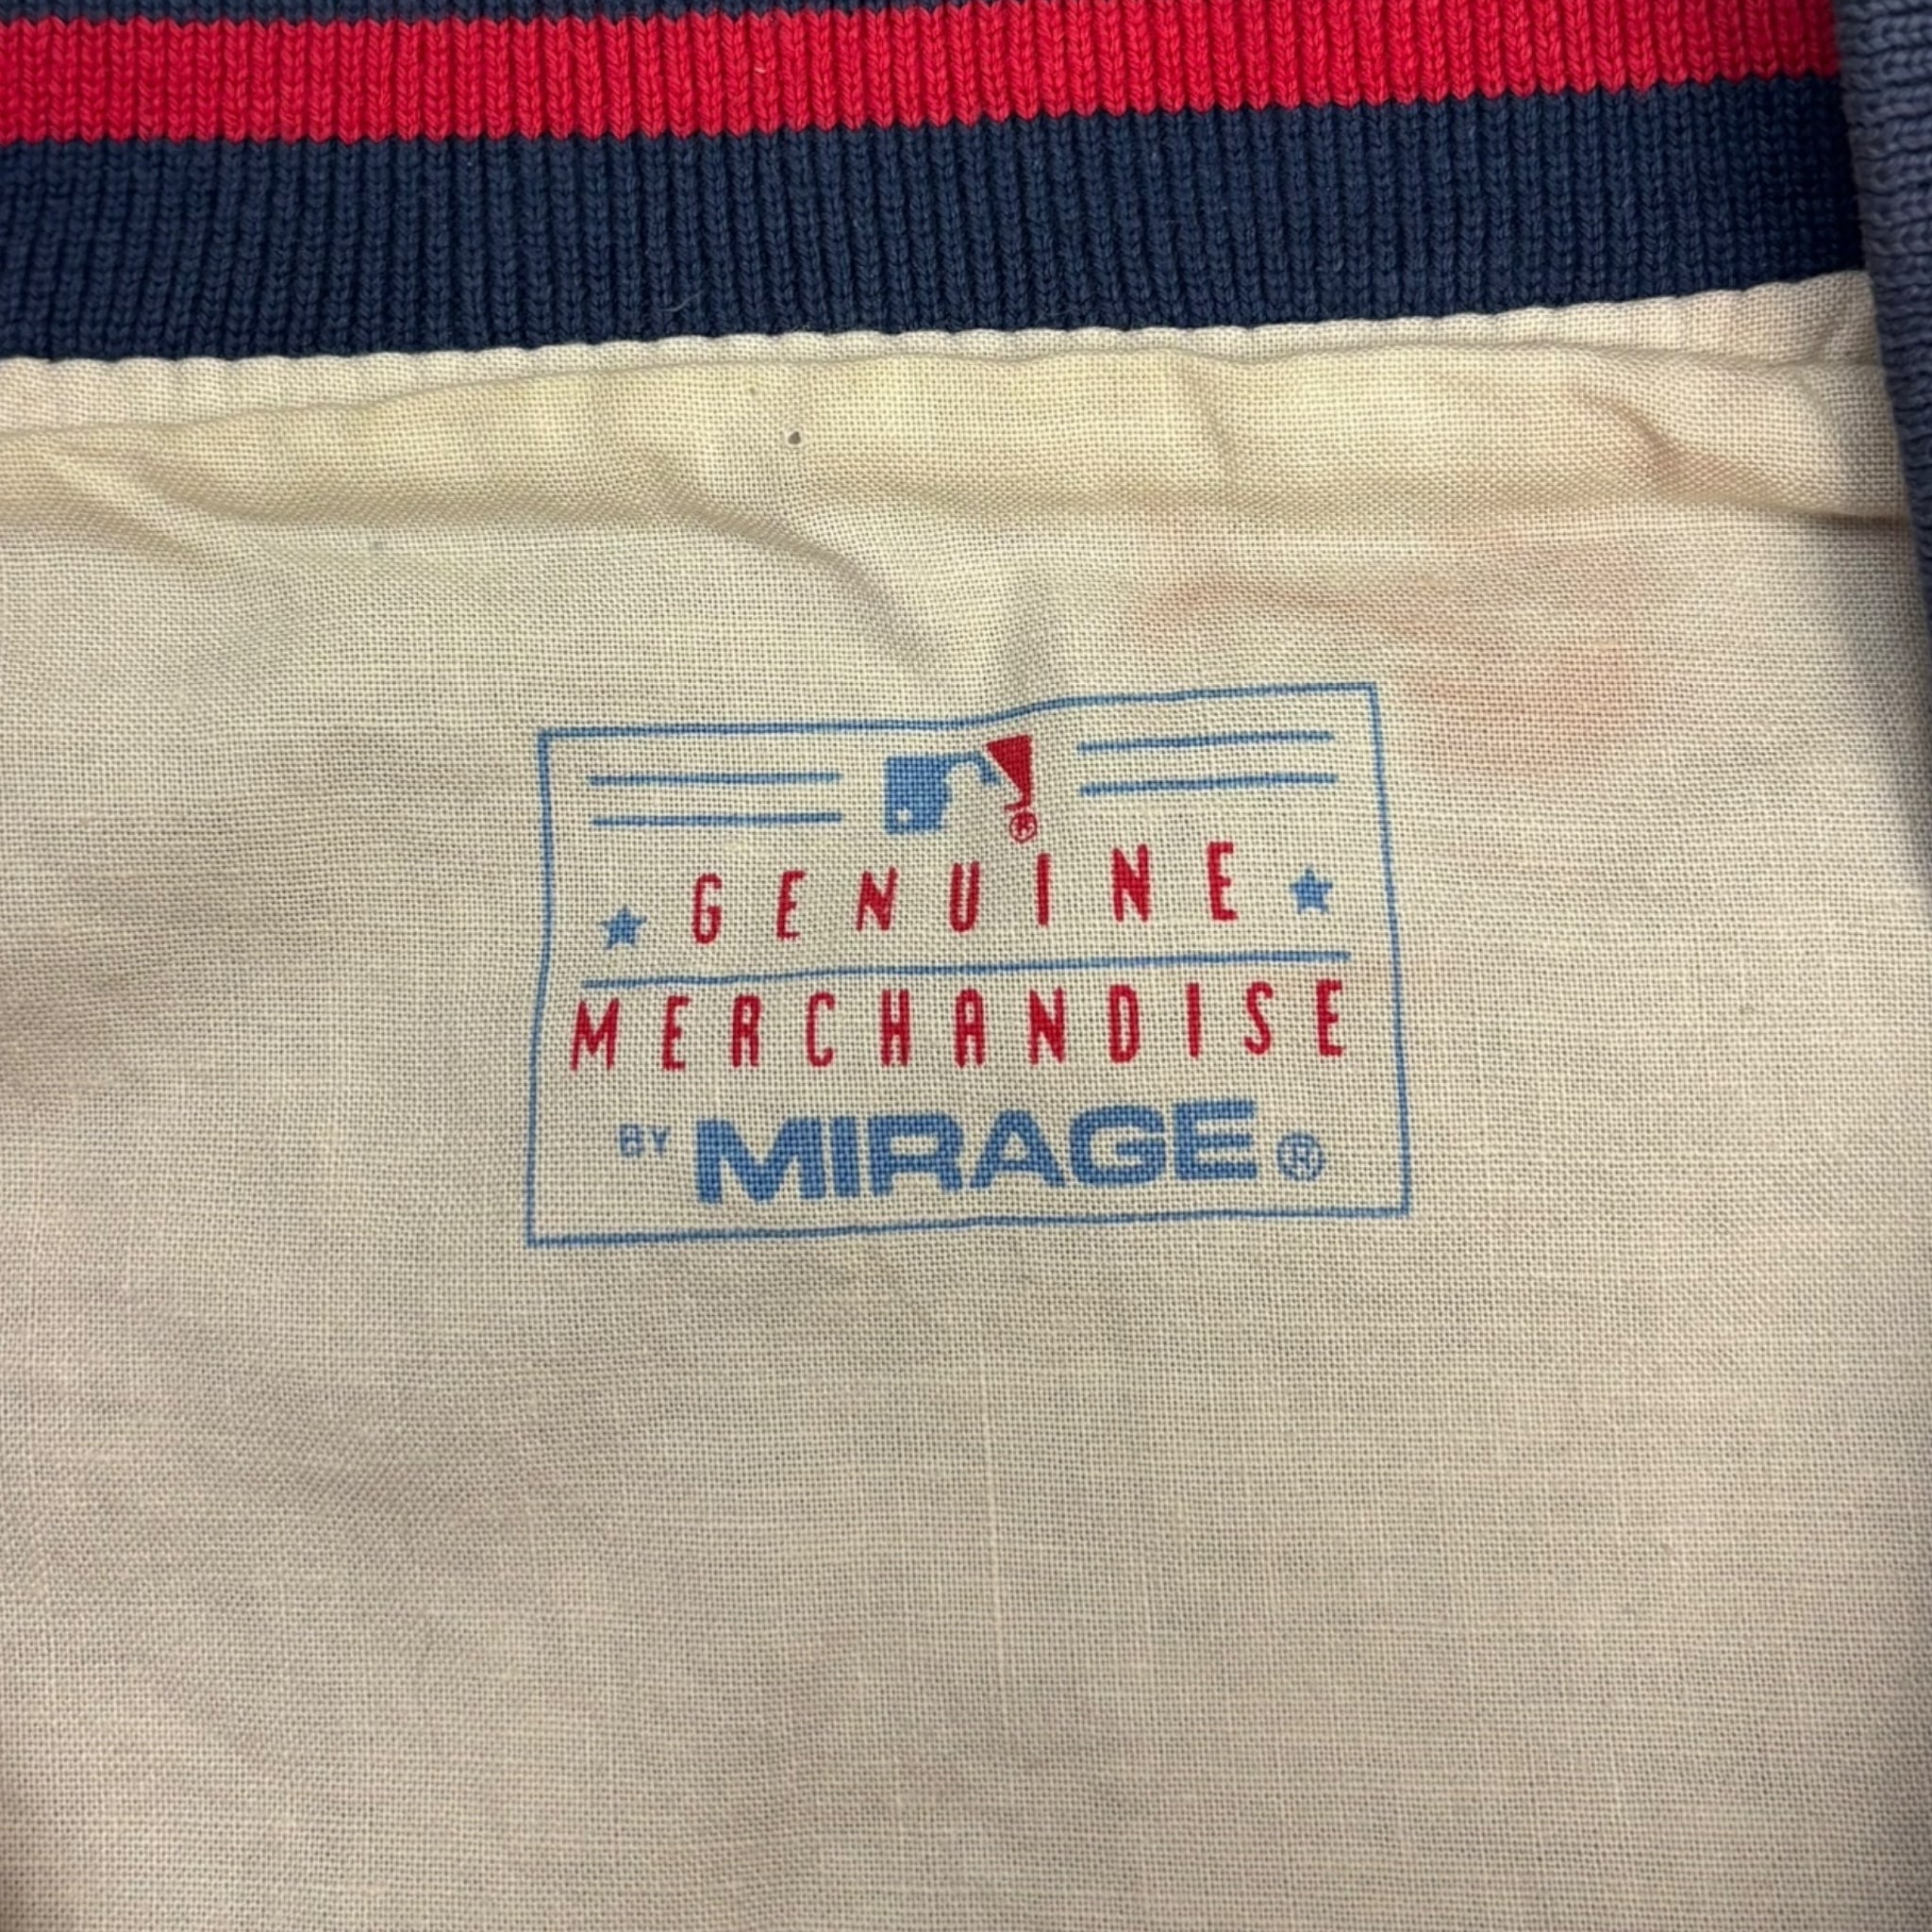 ®
GENUINE
MERCHANDISE
BY MIRAGE ®